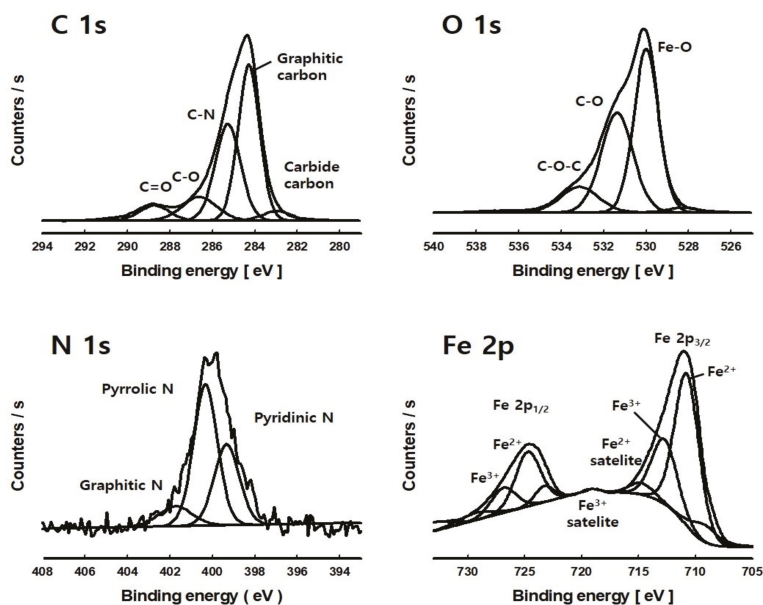 C 1s
Counters / s
Graphitic
carbon
C-N
C-O
C=O
Carbide
carbon
294 292 290 288 286 284 282 280
Binding energy [ eV ]
O 1s
Counters / s
Fe-O
C-O
C-O-C
540 538 536 534 532 530 528 526
Binding energy [ eV ]
N 1s
Counters / s
Pyrrolic N
Pyridinic N
Graphitic N
408 406 404 402 400 398 396 394
Binding energy ( eV )
Fe 2p
Counters / s
Fe 2p3/2
Fe2+
Fe3+
Fe 2p1/2
Fe2+
Fe3+
Fe2+
satelite
Fe3+
satelite
730 725 720 715 710 705
Binding energy [ eV ]